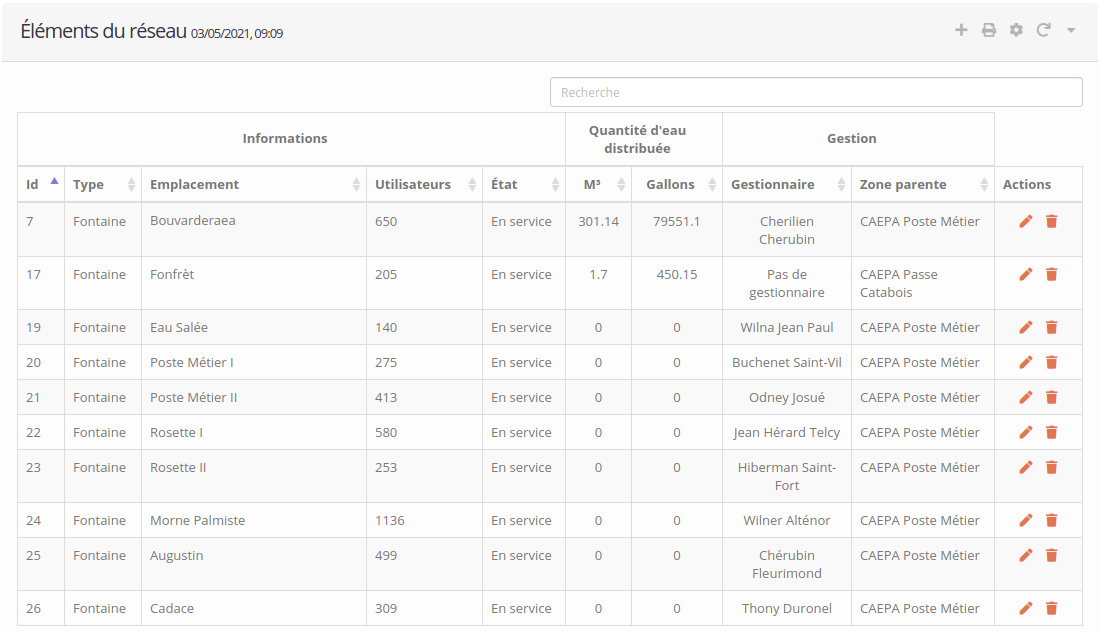 Éléments du réseau 03/05/2021, 09:09
Recherche
Informations Quantité d'eau distribuée Gestion
Id Type Emplacement Utilisateurs État M³ Gallons Gestionnaire Zone parente Actions
7 Fontaine Bouvarderaea 650 En service 301.14 79551.1 Cherilien Cherubin CAEPA Poste Métier
17 Fontaine Fonfrèt 205 En service 1.7 450.15 Pas de gestionnaire CAEPA Passe Catabois
19 Fontaine Eau Salée 140 En service 0 0 Wilna Jean Paul CAEPA Poste Métier
20 Fontaine Poste Métier I 275 En service 0 0 Buchenet Saint-Vil CAEPA Poste Métier
21 Fontaine Poste Métier II 413 En service 0 0 Odney Josué CAEPA Poste Métier
22 Fontaine Rosette I 580 En service 0 0 Jean Hérard Telcy CAEPA Poste Métier
23 Fontaine Rosette II 253 En service 0 0 Hiberman Saint-Fort CAEPA Poste Métier
24 Fontaine Morne Palmiste 1136 En service 0 0 Wilner Alténor CAEPA Poste Métier
25 Fontaine Augustin 499 En service 0 0 Chérubin Fleurimond CAEPA Poste Métier
26 Fontaine Cadace 309 En service 0 0 Thony Duronel CAEPA Poste Métier